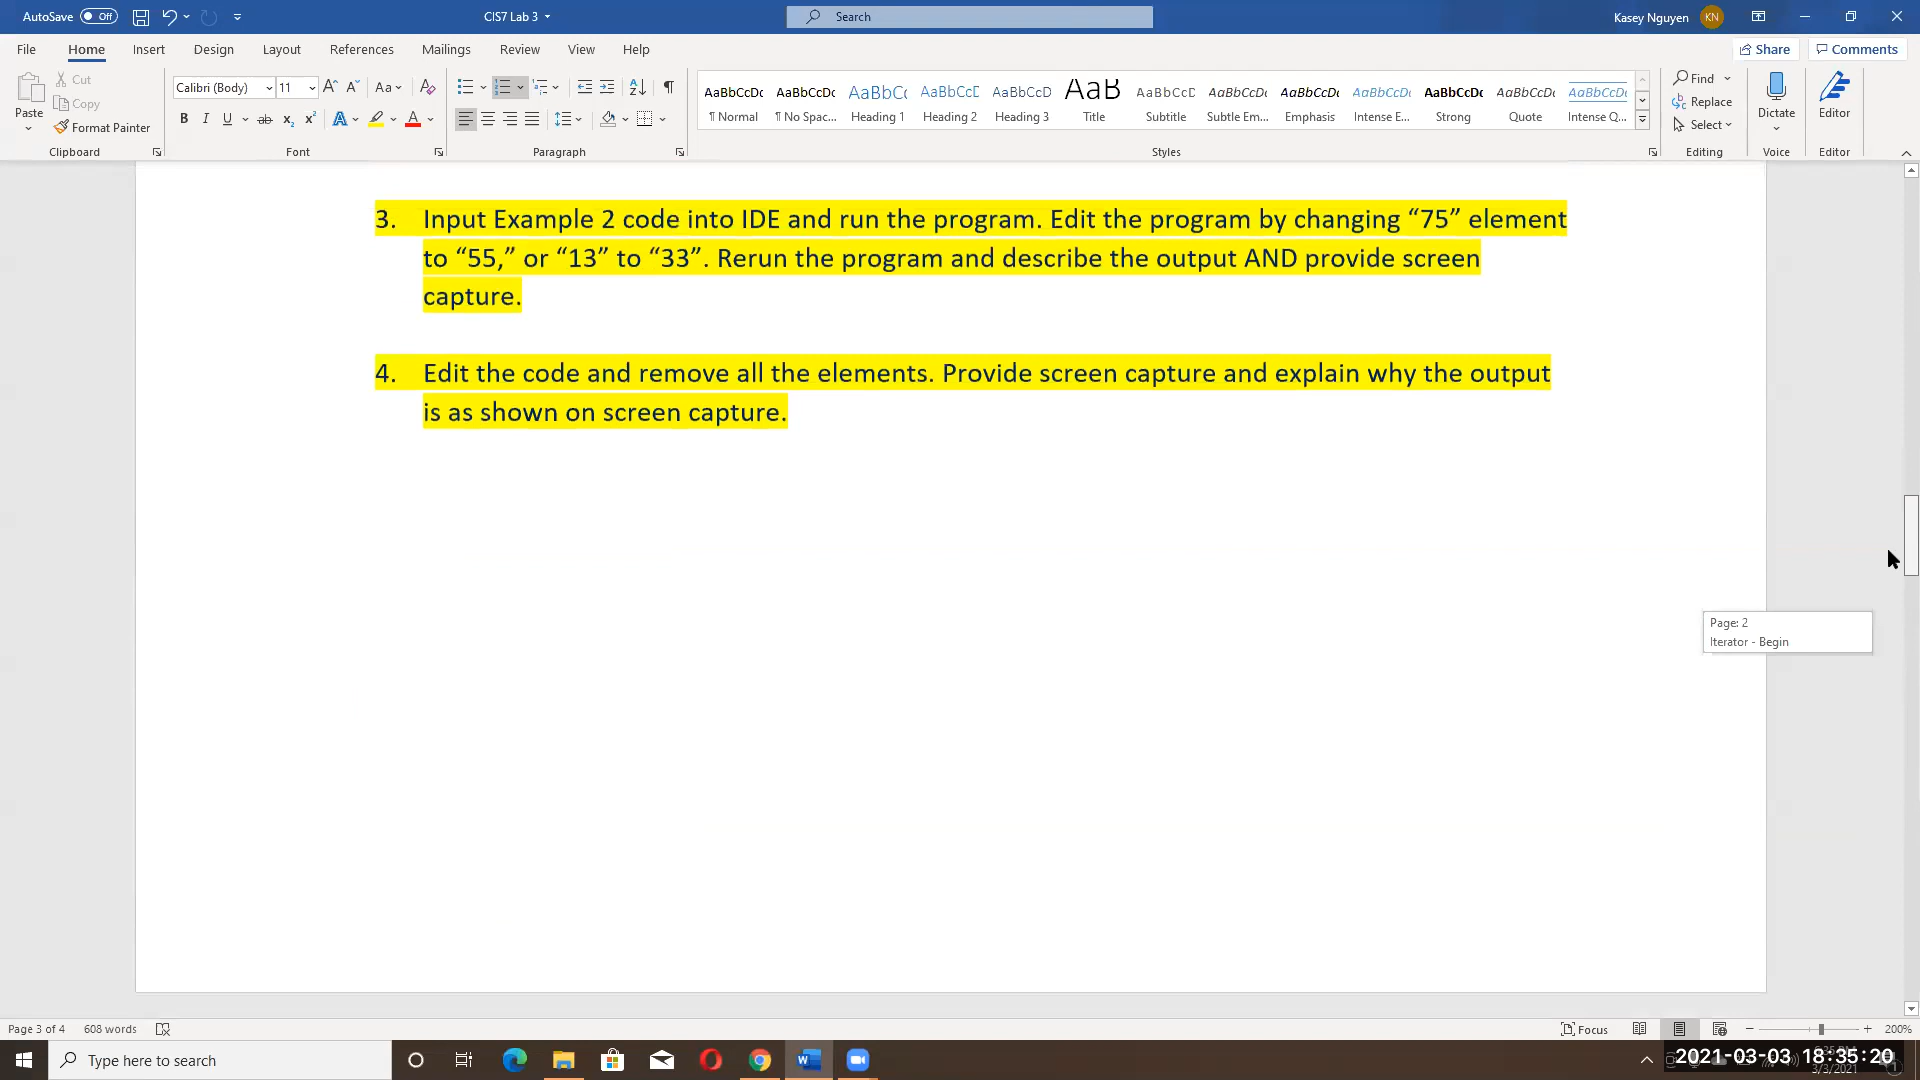 AutoSave Off
CIS7 Lab 3
Search
Kasey Nguyen KN
File Home Insert Design Layout References Mailings Review View Help
Share Comments
Paste
Cut
Copy
Format Painter
Clipboard
Calibri (Body) 11
Font
Paragraph
AaBbCcDc AaBbCcDc AaBbCc AaBbCcE AaBbCcD AaB AaBbCcD AaBbCcDc AaBbCcDc AaBbCcDc AaBbCcDc AaBbCcDc AaBbCcDc
¶ Normal ¶ No Spac... Heading 1 Heading 2 Heading 3 Title Subtitle Subtle Em... Emphasis Intense E... Strong Quote Intense Q...
Styles
Find
Replace
Select
Editing
Dictate
Voice
Editor
Editor
3. Input Example 2 code into IDE and run the program. Edit the program by changing “75” element
to “55,” or “13” to “33”. Rerun the program and describe the output AND provide screen
capture.
4. Edit the code and remove all the elements. Provide screen capture and explain why the output
is as shown on screen capture.
Page: 2
Iterator - Begin
Page 3 of 4 608 words
Focus
200%
Type here to search
2021-03-03 18:35:20
3/3/2021